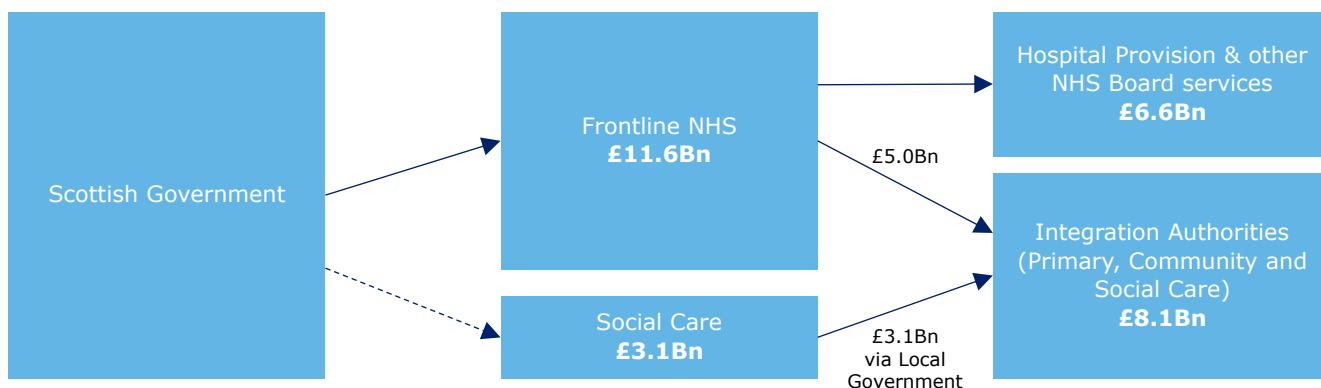 Scottish Government
Frontline NHS
£11.6Bn
Social Care
£3.1Bn
£5.0Bn
£3.1Bn
via Local
Government
Hospital Provision & other
NHS Board services
£6.6Bn
Integration Authorities
(Primary, Community and
Social Care)
£8.1Bn